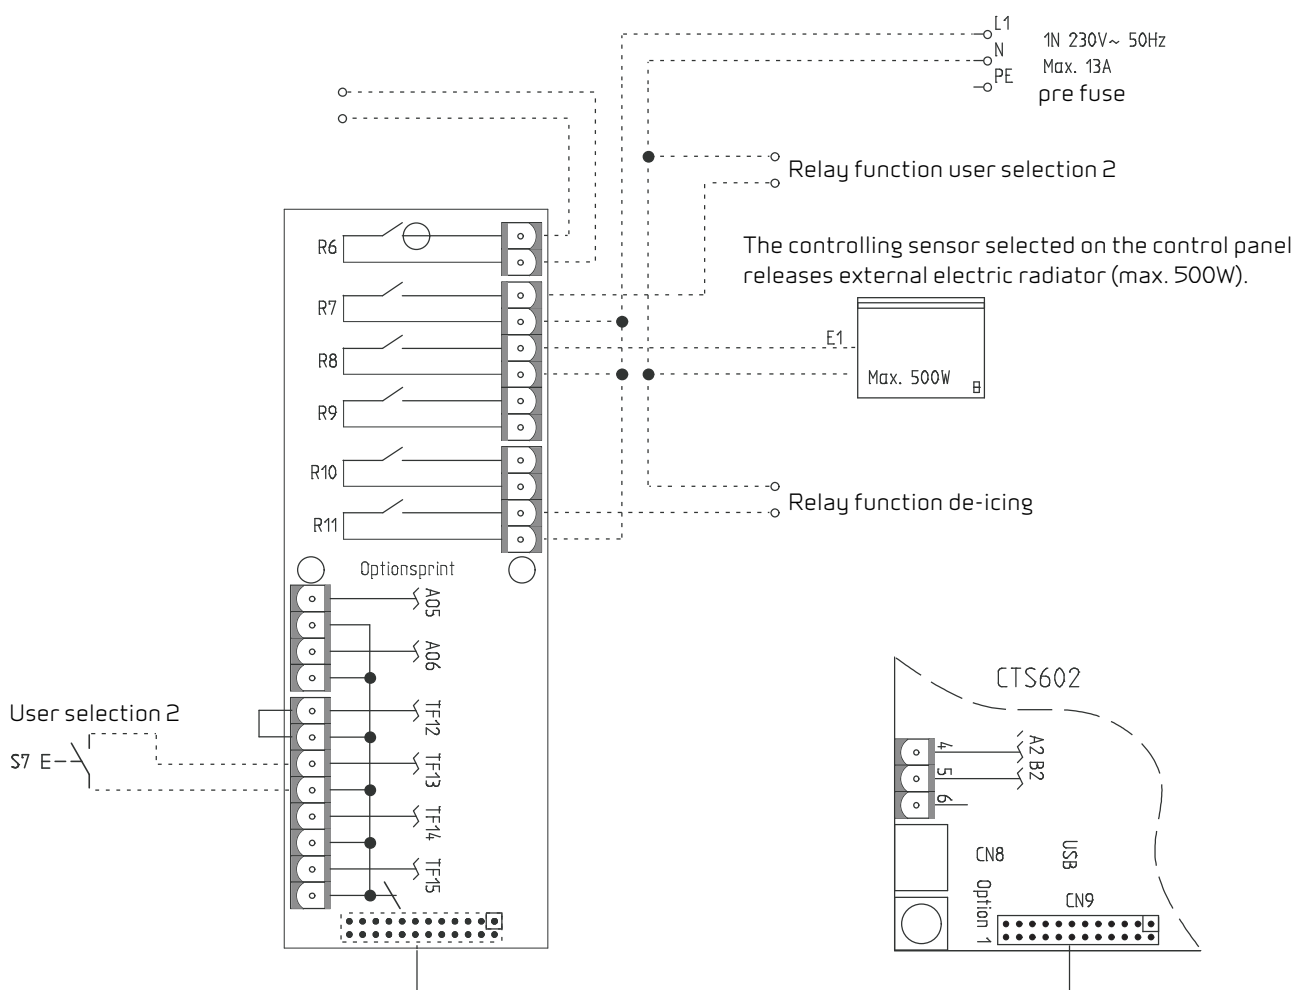 L1
1N 230V~ 50Hz
N
Max. 13A
PE
pre fuse
Relay function user selection 2
The controlling sensor selected on the control panel
releases external electric radiator (max. 500W).
R6
R7
E1
R8
Max. 500W
R9
R10
Relay function de-icing
R11
Optionsprint
A05
A06
User selection 2
TF12
S7 E
TF13
TF14
TF15
CTS602
4
A2
5
B2
6
CN8
USB
Option 1
CN9